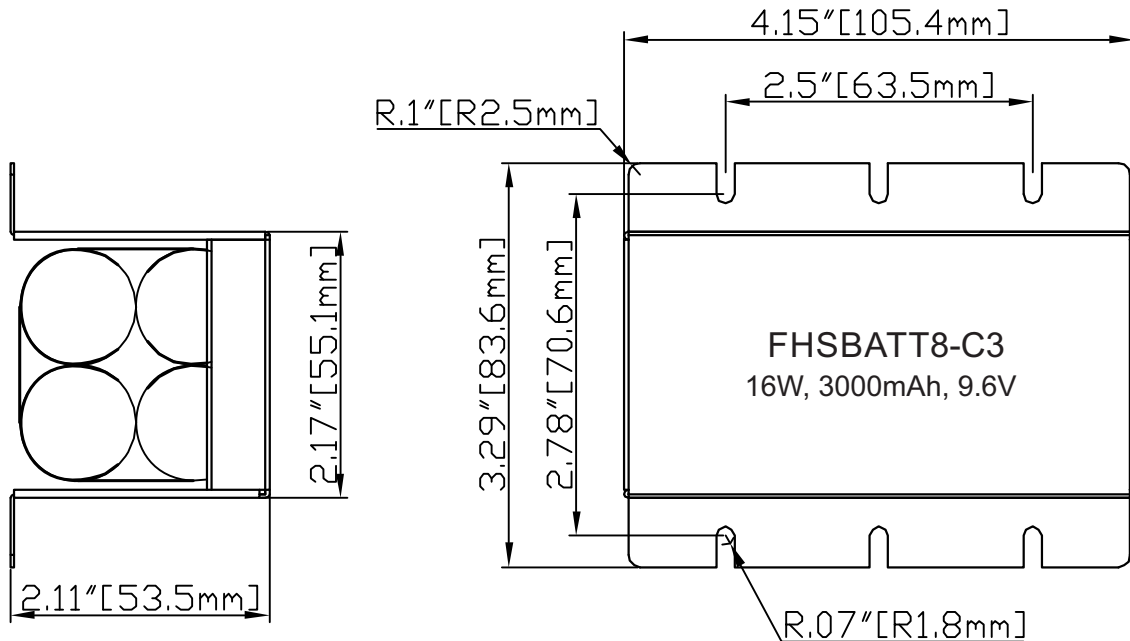 4.15"[105.4mm]
2.5"[63.5mm]
R.1"[R2.5mm]
2.17"[55.1mm]
3.29"[83.6mm]
2.78"[70.6mm]
FHSBATT8-C3
16W, 3000mAh, 9.6V
2.11"[53.5mm]
R.07"[R1.8mm]